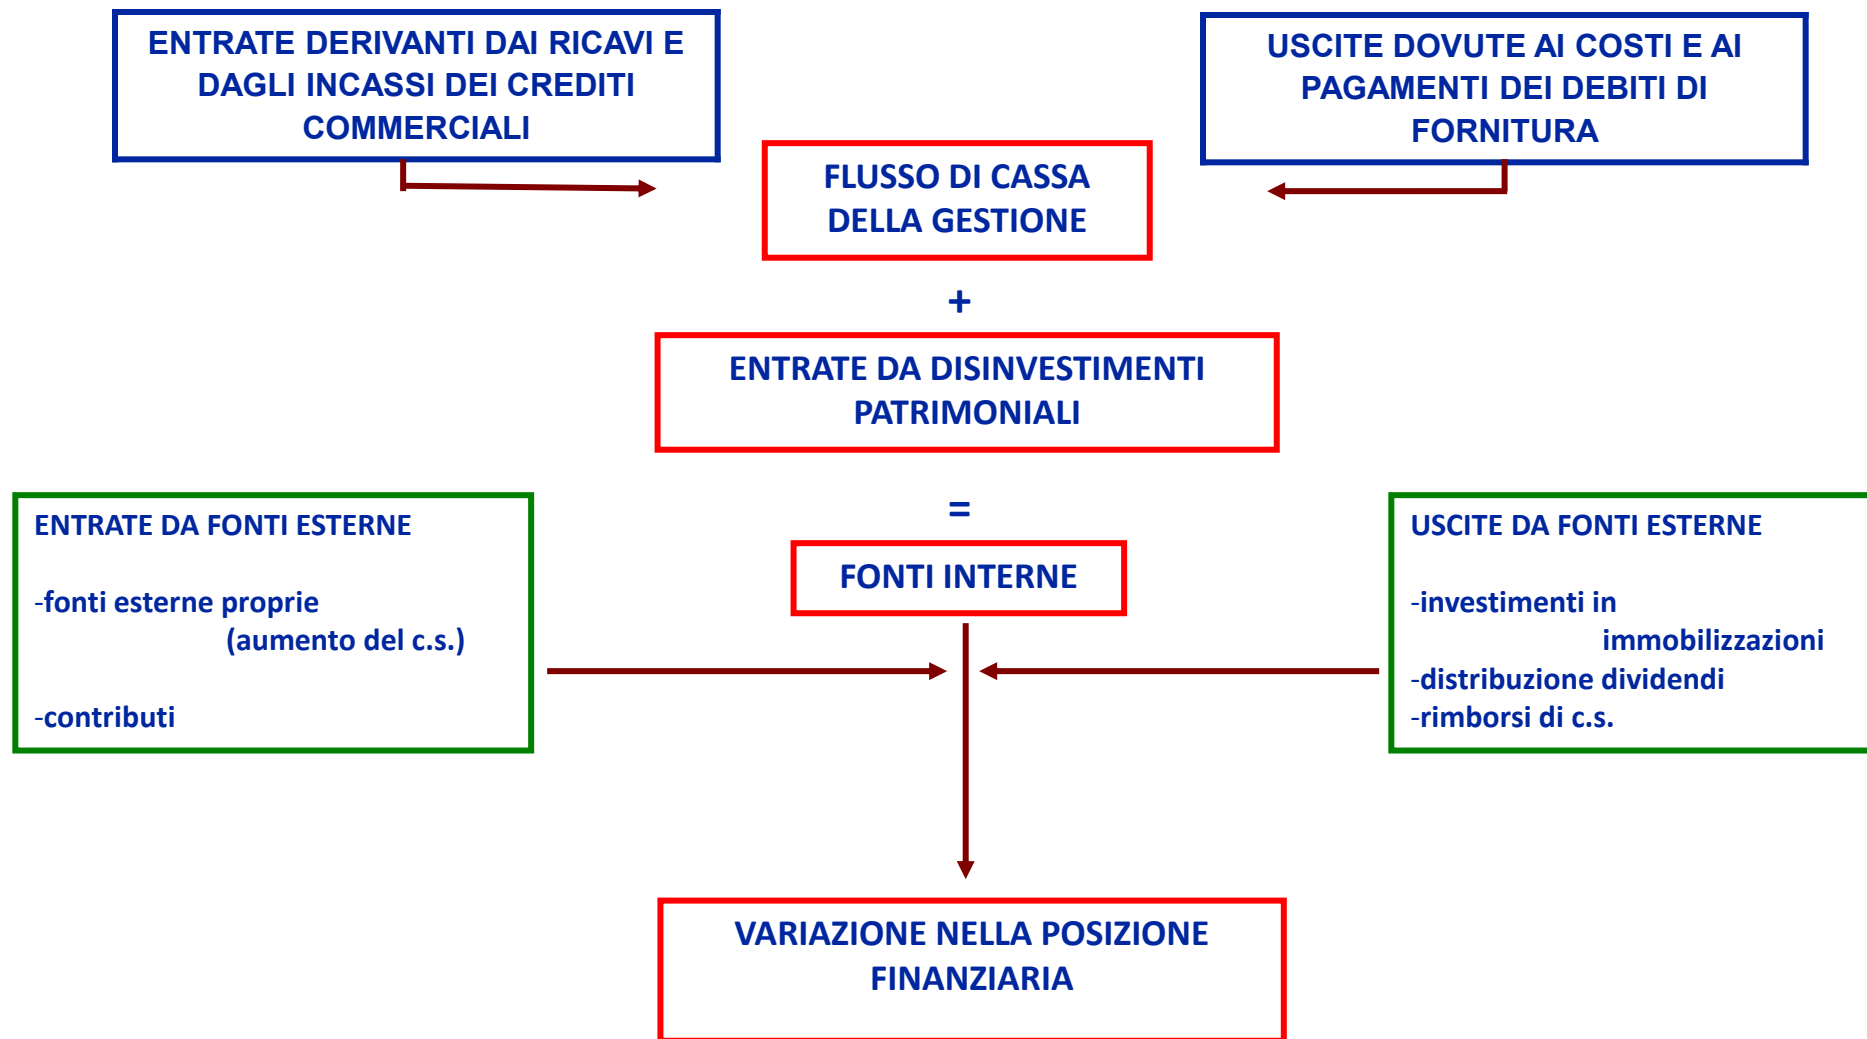 ENTRATE DERIVANTI DAI RICAVI E
DAGLI INCASSI DEI CREDITI
COMMERCIALI
USCITE DOVUTE AI COSTI E AI
PAGAMENTI DEI DEBITI DI
FORNITURA
FLUSSO DI CASSA
DELLA GESTIONE
+
ENTRATE DA DISINVESTIMENTI
PATRIMONIALI
=
FONTI INTERNE
ENTRATE DA FONTI ESTERNE
-fonti esterne proprie
(aumento del c.s.)
-contributi
USCITE DA FONTI ESTERNE
-investimenti in
immobilizzazioni
-distribuzione dividendi
-rimborsi di c.s.
VARIAZIONE NELLA POSIZIONE
FINANZIARIA